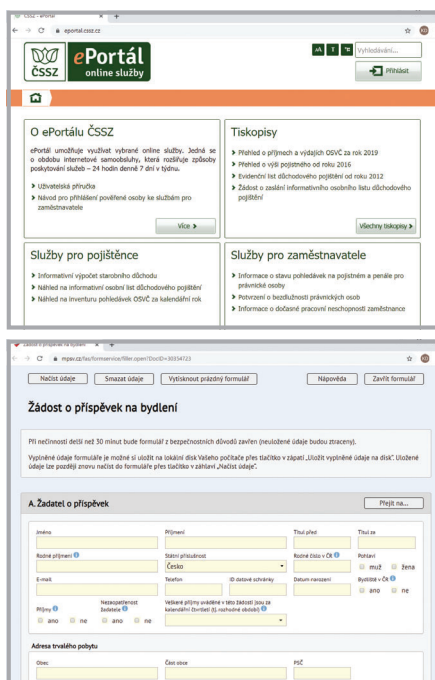 ČSSZ - ePortál
eportal.cssz.cz
KO
ČSSZ
ePortál
online služby
Vyhledávání...
Přihlásit
O ePortálu ČSSZ
ePortál umožňuje využívat vybrané online služby. Jedná se
o obdobu internetové samoobsluhy, která rozšiřuje způsoby
poskytování služeb – 24 hodin denně 7 dní v týdnu.
Uživatelská příručka
Návod pro přihlášení pověřené osoby ke službám pro
zaměstnavatele
Více
Tiskopisy
Přehled o příjmech a výdajích OSVČ za rok 2019
Přehled o výši pojistného od roku 2016
Evidenční list důchodového pojištění od roku 2012
Žádost o zaslání informativního osobního listu důchodového
pojištění
Všechny tiskopisy
Služby pro pojištěnce
Informativní výpočet starobního důchodu
Náhled na informativní osobní list důchodového pojištění
Náhled na inventuru pohledávek OSVČ za kalendářní rok
Služby pro zaměstnavatele
Informace o stavu pohledávek na pojistném a penále pro
právnické osoby
Potvrzení o bezdlužnosti právnických osob
Informace o dočasné pracovní neschopnosti zaměstnance
Žádost o příspěvek na bydlení
mpsv.cz/fas/formservice/filler.open?DocID=30354723
KO
Načíst údaje Smazat údaje Vytisknout prázdný formulář Nápověda Zavřít formulář
Žádost o příspěvek na bydlení
Při nečinnosti delší než 30 minut bude formulář z bezpečnostních důvodů zavřen (neuložené údaje budou ztraceny).
Vyplněné údaje formuláře je možné si uložit na lokální disk Vašeho počítače přes tlačítko v zápatí „Uložit vyplněné údaje na disk". Uložené
údaje lze později znovu načíst do formuláře přes tlačítko v záhlaví „Načíst údaje".
A. Žadatel o příspěvek Přejít na...
Jméno Příjmení Titul před Titul za
Rodné příjmení Státní příslušnost Rodné číslo v ČR Pohlaví
Česko muž žena
E-mail Telefon ID datové schránky Datum narození Bydliště v ČR
ano ne
Příjmy Nezaopatřenost žadatele Veškeré příjmy uváděné v této žádosti jsou za
kalendářní čtvrtletí (tj. rozhodné období)
ano ne ano ne
Adresa trvalého pobytu
Obec Část obce PSČ